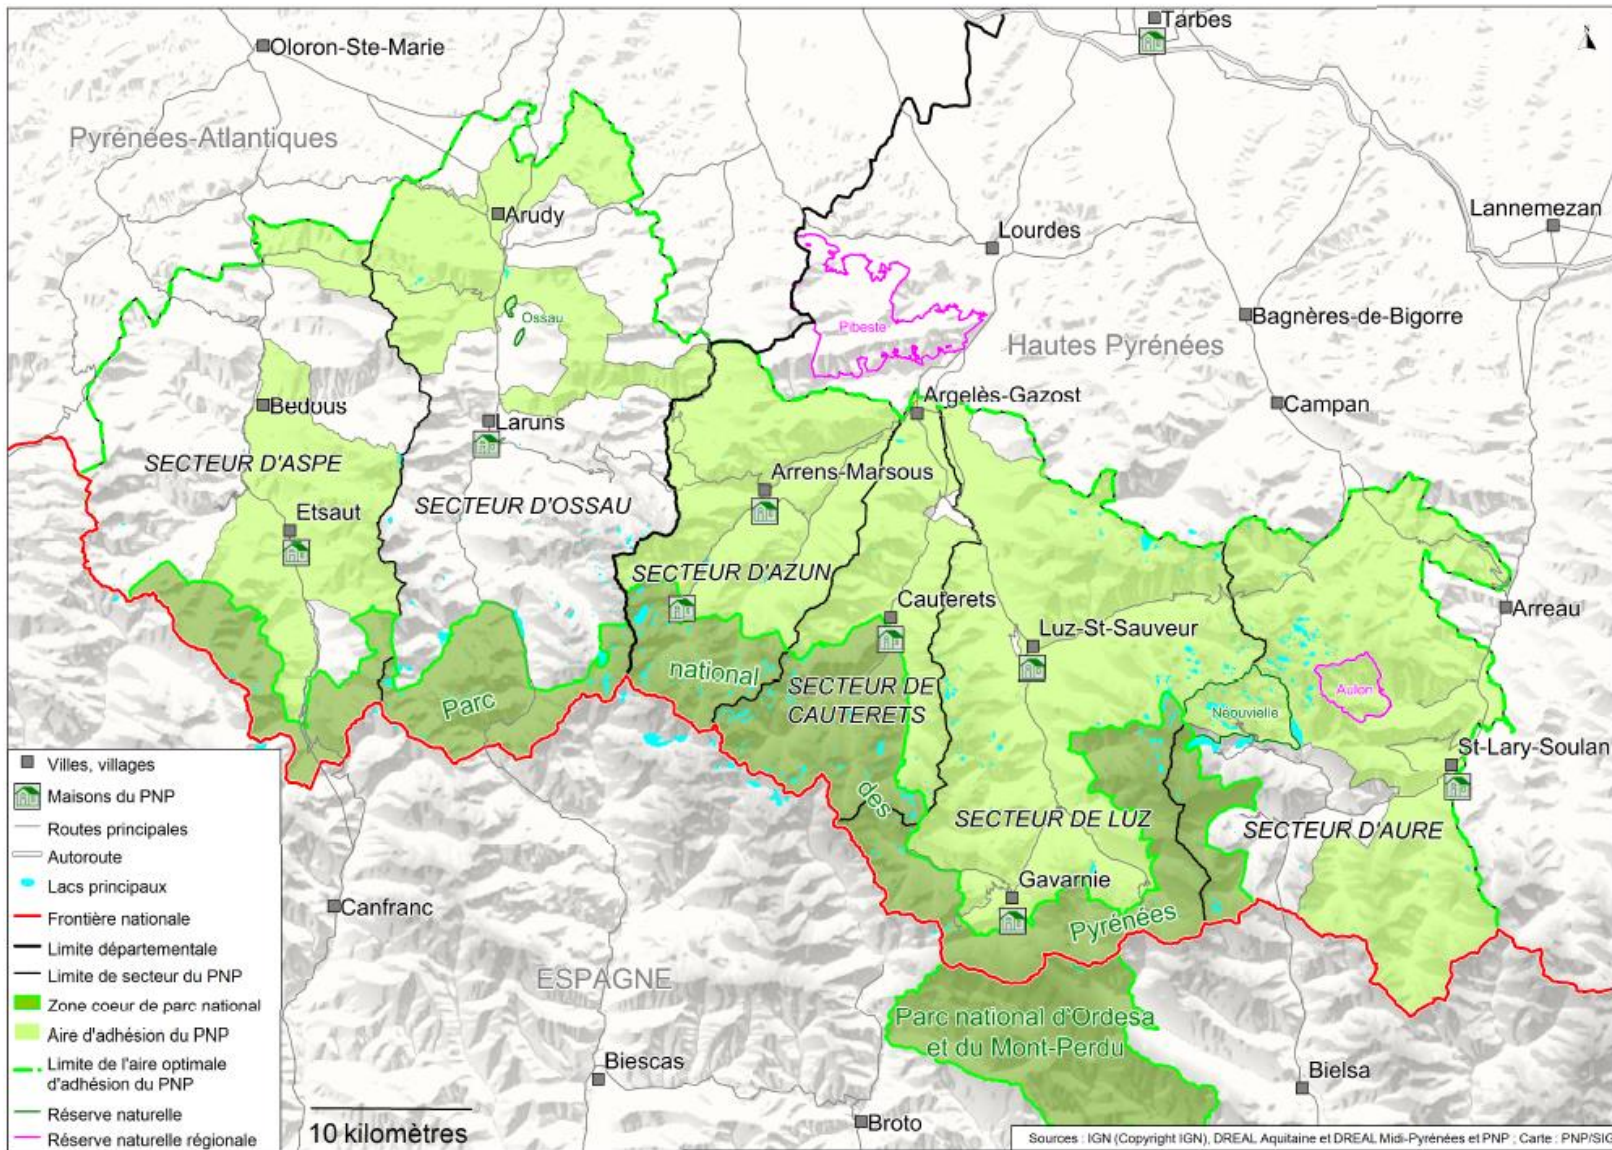 Tarbes
Oloron-Ste-Marie
Pyrénées-Atlantiques
Arudy
Lourdes
Lannemezan
Ossau
Pibeste
Hautes Pyrénées
Bagnères-de-Bigorre
Bedous
Laruns
Argelès-Gazost
Campan
SECTEUR D'ASPE
SECTEUR D'OSSAU
Arrens-Marsous
Etsaut
SECTEUR D'AZUN
Cauterets
Luz-St-Sauveur
Arreau
Parc
national
des
Pyrénées
SECTEUR DE
CAUTERETS
Aulon
Néouvielle
St-Lary-Soulan
SECTEUR DE LUZ
SECTEUR D'AURE
Gavarnie
Canfranc
ESPAGNE
Parc national d'Ordesa
et du Mont-Perdu
Biescas
Bielsa
Broto
Villes, villages
Maisons du PNP
Routes principales
Autoroute
Lacs principaux
Frontière nationale
Limite départementale
Limite de secteur du PNP
Zone coeur de parc national
Aire d'adhésion du PNP
Limite de l'aire optimale
d'adhésion du PNP
Réserve naturelle
Réserve naturelle régionale
10 kilomètres
Sources : IGN (Copyright IGN), DREAL Aquitaine et DREAL Midi-Pyrénées et PNP ; Carte : PNP/SIG